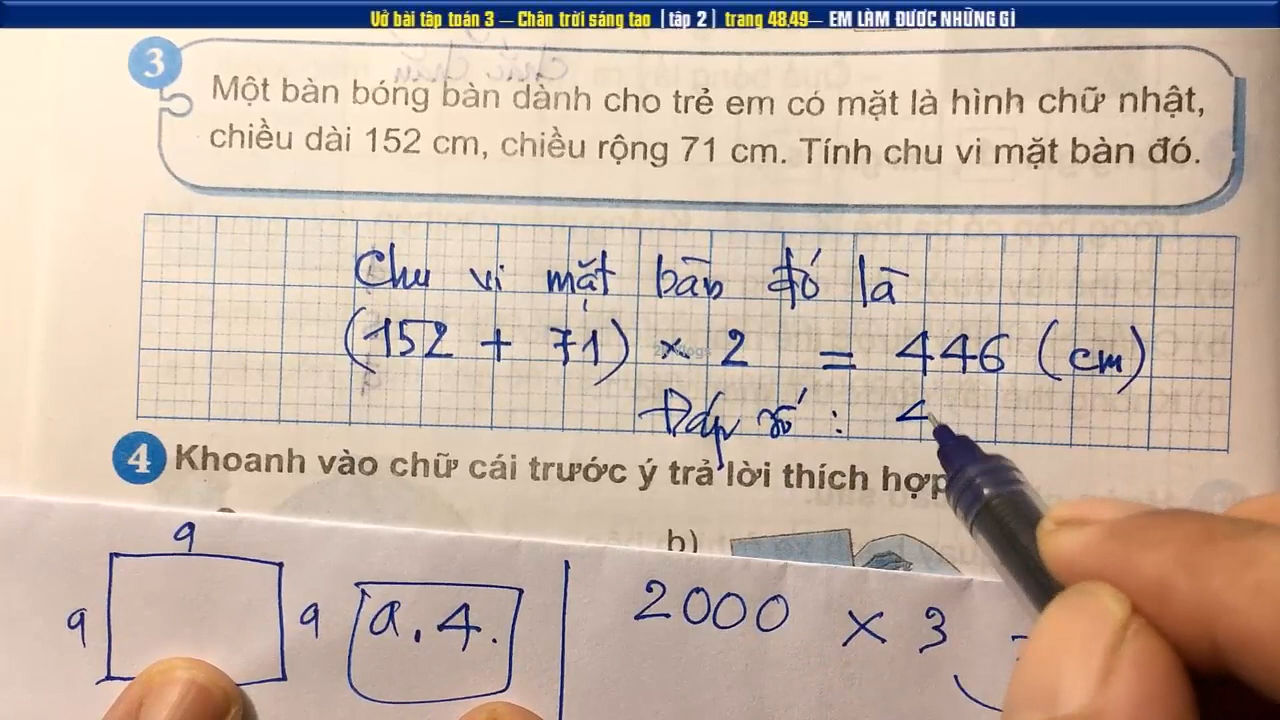 Vở bài tập toán 3 – Chân trời sáng tạo [tập 2] trang 48,49– EM LÀM ĐƯỢC NHỮNG GÌ
3
Một bàn bóng bàn dành cho trẻ em có mặt là hình chữ nhật,
chiều dài 152 cm, chiều rộng 71 cm. Tính chu vi mặt bàn đó.
Chu vi mặt bàn đó là
(152 + 71) × 2 = 446 (cm)
Đáp số : 4
4 Khoanh vào chữ cái trước ý trả lời thích hợp
b)
a
a
a
a.4.
2000 × 3